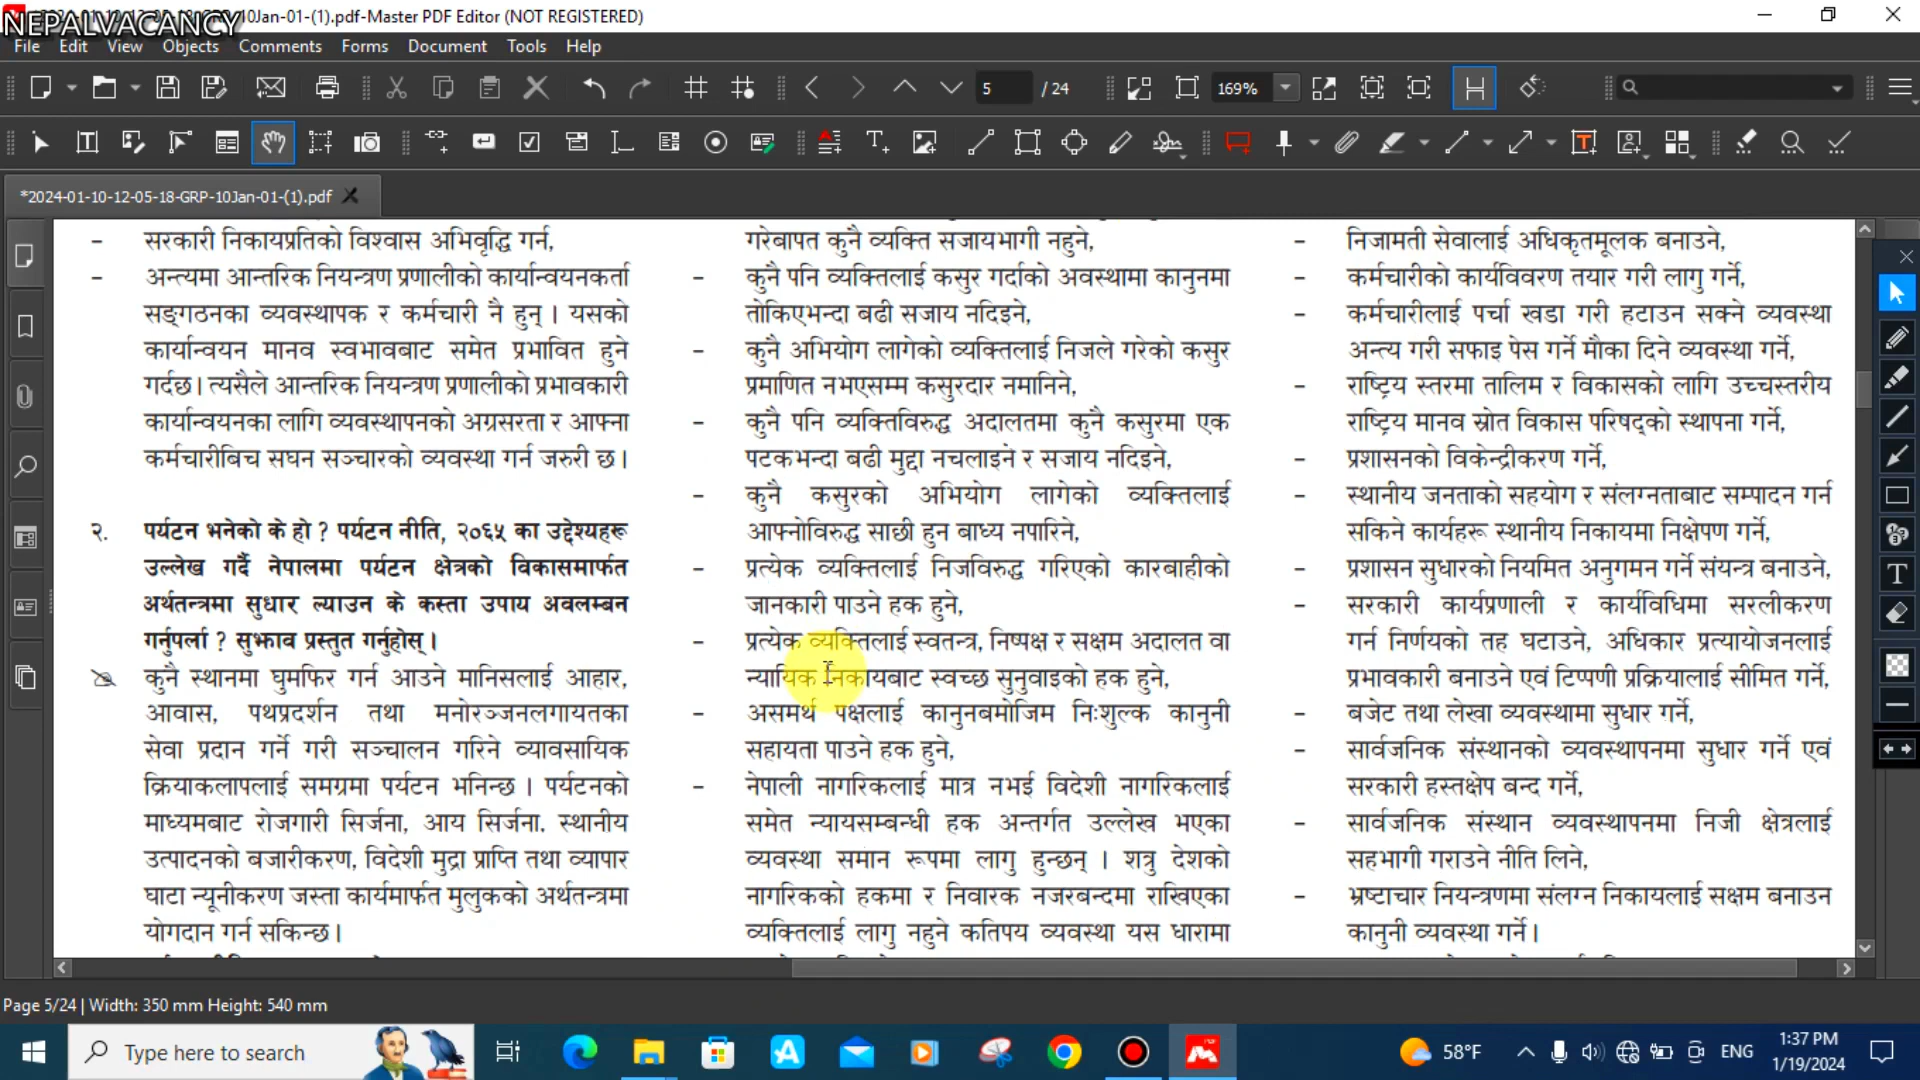 NEPALVACANCY
10Jan-01-(1).pdf-Master PDF Editor (NOT REGISTERED)
File Edit View Objects Comments Forms Document Tools Help
5 / 24 169%
*2024-01-10-12-05-18-GRP-10Jan-01-(1).pdf
- सरकारी निकायप्रतिको विश्वास अभिवृद्धि गर्न,
- अन्त्यमा आन्तरिक नियन्त्रण प्रणालीको कार्यान्वयनकर्ता
सङ्गठनका व्यवस्थापक र कर्मचारी नै हुन् । यसको
कार्यान्वयन मानव स्वभावबाट समेत प्रभावित हुने
गर्दछ। त्यसैले आन्तरिक नियन्त्रण प्रणालीको प्रभावकारी
कार्यान्वयनका लागि व्यवस्थापनको अग्रसरता र आफ्ना
कर्मचारीबिच सघन सञ्चारको व्यवस्था गर्न जरुरी छ।
२. पर्यटन भनेको के हो ? पर्यटन नीति, २०६५ का उद्देश्यहरू
उल्लेख गर्दै नेपालमा पर्यटन क्षेत्रको विकासमार्फत
अर्थतन्त्रमा सुधार ल्याउन के कस्ता उपाय अवलम्बन
गर्नुपर्ला ? सुझाव प्रस्तुत गर्नुहोस्।
कुनै स्थानमा घुमफिर गर्न आउने मानिसलाई आहार,
आवास, पथप्रदर्शन तथा मनोरञ्जनलगायतका
सेवा प्रदान गर्ने गरी सञ्चालन गरिने व्यावसायिक
क्रियाकलापलाई समग्रमा पर्यटन भनिन्छ । पर्यटनको
माध्यमबाट रोजगारी सिर्जना, आय सिर्जना, स्थानीय
उत्पादनको बजारीकरण, विदेशी मुद्रा प्राप्ति तथा व्यापार
घाटा न्यूनीकरण जस्ता कार्यमार्फत मुलुकको अर्थतन्त्रमा
योगदान गर्न सकिन्छ।
गरेबापत कुनै व्यक्ति सजायभागी नहुने,
- कुनै पनि व्यक्तिलाई कसुर गर्दाको अवस्थामा कानुनमा
तोकिएभन्दा बढी सजाय नदिइने,
- कुनै अभियोग लागेको व्यक्तिलाई निजले गरेको कसुर
प्रमाणित नभएसम्म कसुरदार नमानिने,
- कुनै पनि व्यक्तिविरुद्ध अदालतमा कुनै कसुरमा एक
पटकभन्दा बढी मुद्दा नचलाइने र सजाय नदिइने,
- कुनै कसुरको अभियोग लागेको व्यक्तिलाई
आफ्नोविरुद्ध साछी हुन बाध्य नपारिने,
- प्रत्येक व्यक्तिलाई निजविरुद्ध गरिएको कारबाहीको
जानकारी पाउने हक हुने,
- प्रत्येक व्यक्तिलाई स्वतन्त्र, निष्पक्ष र सक्षम अदालत वा
न्यायिक निकायबाट स्वच्छ सुनुवाइको हक हुने,
- असमर्थ पक्षलाई कानुनबमोजिम निःशुल्क कानुनी
सहायता पाउने हक हुने,
- नेपाली नागरिकलाई मात्र नभई विदेशी नागरिकलाई
समेत न्यायसम्बन्धी हक अन्तर्गत उल्लेख भएका
व्यवस्था समान रूपमा लागु हुन्छन् । शत्रु देशको
नागरिकको हकमा र निवारक नजरबन्दमा राखिएका
व्यक्तिलाई लागु नहुने कतिपय व्यवस्था यस धारामा
- निजामती सेवालाई अधिकृतमूलक बनाउने,
- कर्मचारीको कार्यविवरण तयार गरी लागु गर्ने,
- कर्मचारीलाई पर्चा खडा गरी हटाउन सक्ने व्यवस्था
अन्त्य गरी सफाइ पेस गर्ने मौका दिने व्यवस्था गर्ने,
- राष्ट्रिय स्तरमा तालिम र विकासको लागि उच्चस्तरीय
राष्ट्रिय मानव स्रोत विकास परिषद्को स्थापना गर्ने,
- प्रशासनको विकेन्द्रीकरण गर्ने,
- स्थानीय जनताको सहयोग र संलग्नताबाट सम्पादन गर्न
सकिने कार्यहरू स्थानीय निकायमा निक्षेपण गर्ने,
- प्रशासन सुधारको नियमित अनुगमन गर्ने संयन्त्र बनाउने,
- सरकारी कार्यप्रणाली र कार्यविधिमा सरलीकरण
गर्न निर्णयको तह घटाउने, अधिकार प्रत्यायोजनलाई
प्रभावकारी बनाउने एवं टिप्पणी प्रक्रियालाई सीमित गर्ने,
- बजेट तथा लेखा व्यवस्थामा सुधार गर्ने,
- सार्वजनिक संस्थानको व्यवस्थापनमा सुधार गर्ने एवं
सरकारी हस्तक्षेप बन्द गर्ने,
- सार्वजनिक संस्थान व्यवस्थापनमा निजी क्षेत्रलाई
सहभागी गराउने नीति लिने,
- भ्रष्टाचार नियन्त्रणमा संलग्न निकायलाई सक्षम बनाउन
कानुनी व्यवस्था गर्ने।
Page 5/24 | Width: 350 mm Height: 540 mm
Type here to search
58°F
ENG
1:37 PM
1/19/2024